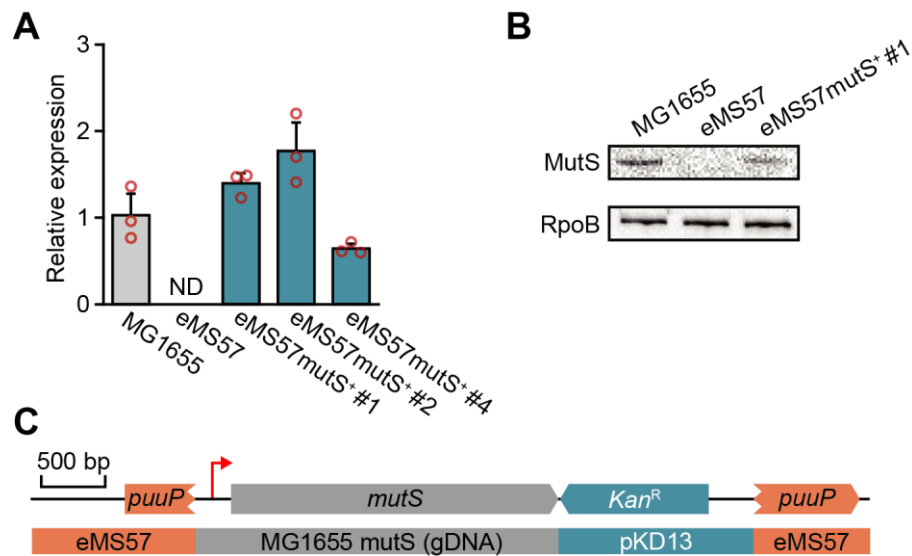 A
Relative expression
3
2
1
0
ND
MG1655
eMS57
eMS57mutS⁺#1
eMS57mutS⁺#2
eMS57mutS⁺#4
B
MG1655
eMS57
eMS57mutS⁺#1
MutS
RpoB
C
500 bp
puuP
mutS
Kanᴿ
puuP
eMS57
MG1655 mutS (gDNA)
pKD13
eMS57